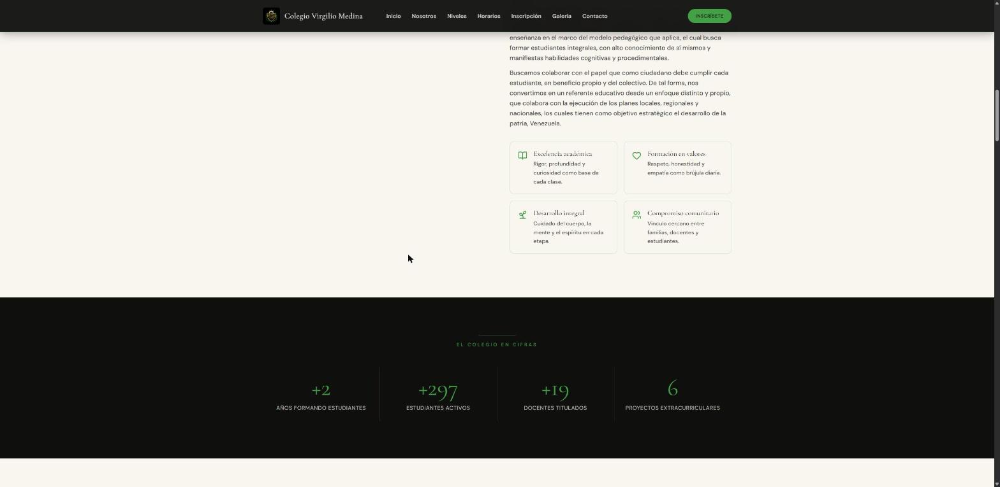 Colegio Virgilio Medina
Inicio
Nosotros
Niveles
Horarios
Inscripción
Galería
Contacto
INSCRÍBETE
enseñanza en el marco del modelo pedagógico que aplica, el cual busca
formar estudiantes integrales, con alto conocimiento de sí mismos y
manifiestas habilidades cognitivas y procedimentales.
Buscamos colaborar con el papel que como ciudadano debe cumplir cada
estudiante, en beneficio propio y del colectivo. De tal forma, nos
convertimos en un referente educativo desde un enfoque distinto y propio,
que colabora con la ejecución de los planes locales, regionales y
nacionales, los cuales tienen como objetivo estratégico el desarrollo de la
patria, Venezuela.
Excelencia académica
Rigor, profundidad y
curiosidad como base de
cada clase.
Formación en valores
Respeto, honestidad y
empatía como brújula diaria.
Desarrollo integral
Cuidado del cuerpo, la
mente y el espíritu en cada
etapa.
Compromiso comunitario
Vínculo cercano entre
familias, docentes y
estudiantes.
EL COLEGIO EN CIFRAS
+2
AÑOS FORMANDO ESTUDIANTES
+297
ESTUDIANTES ACTIVOS
+19
DOCENTES TITULADOS
6
PROYECTOS EXTRACURRICULARES